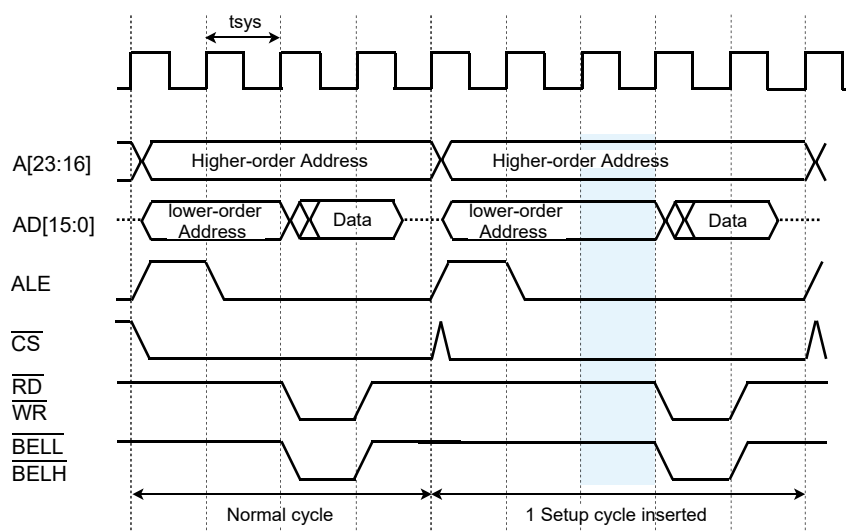 tsys
A[23:16]
Higher-order Address
Higher-order Address
AD[15:0]
lower-order
Address
Data
lower-order
Address
Data
ALE
CS
RD
WR
BELL
BELH
Normal cycle
1 Setup cycle inserted